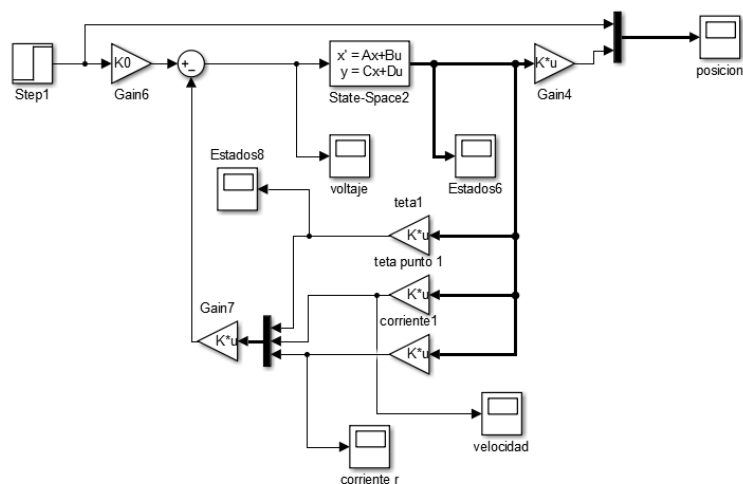 K0
Step1
Gain6
x' = Ax+Bu
y = Cx+Du
State-Space2
K*u
Gain4
posicion
Estados8
voltaje
Estados6
teta1
K*u
teta punto 1
K*u
Gain7
corriente1
K*u
K*u
velocidad
corriente r